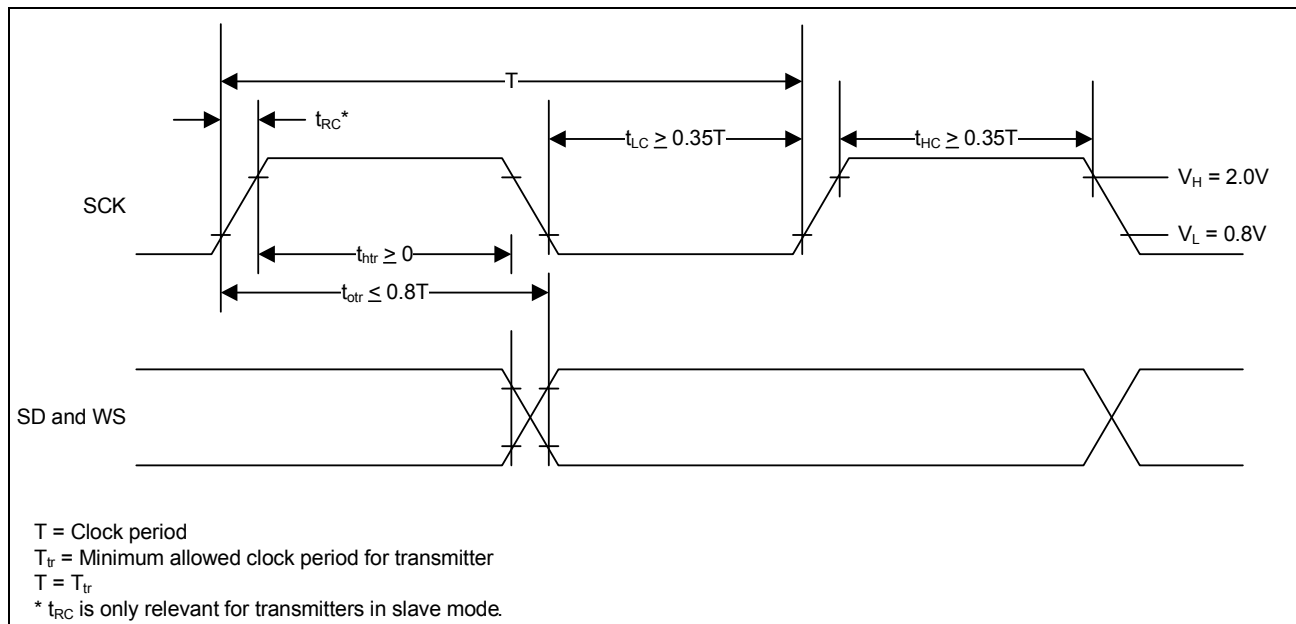 T
tRC*
tLC ≥ 0.35T
tHC ≥ 0.35T
VH = 2.0V
SCK
VL = 0.8V
thtr ≥ 0
totr ≤ 0.8T
SD and WS
T = Clock period
Ttr = Minimum allowed clock period for transmitter
T = Ttr
* tRC is only relevant for transmitters in slave mode.